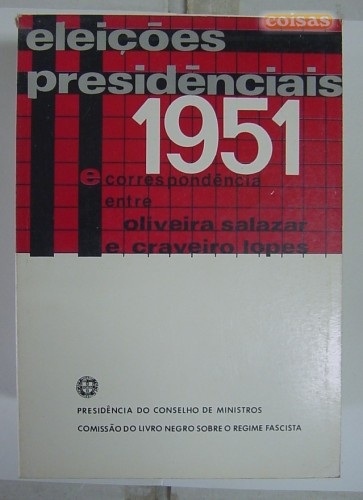 coisas
eleições
presidênciais
1951
e correspondência
entre
oliveira salazar
e craveiro lopes
PRESIDÊNCIA DO CONSELHO DE MINISTROS
COMISSÃO DO LIVRO NEGRO SOBRE O REGIME FASCISTA